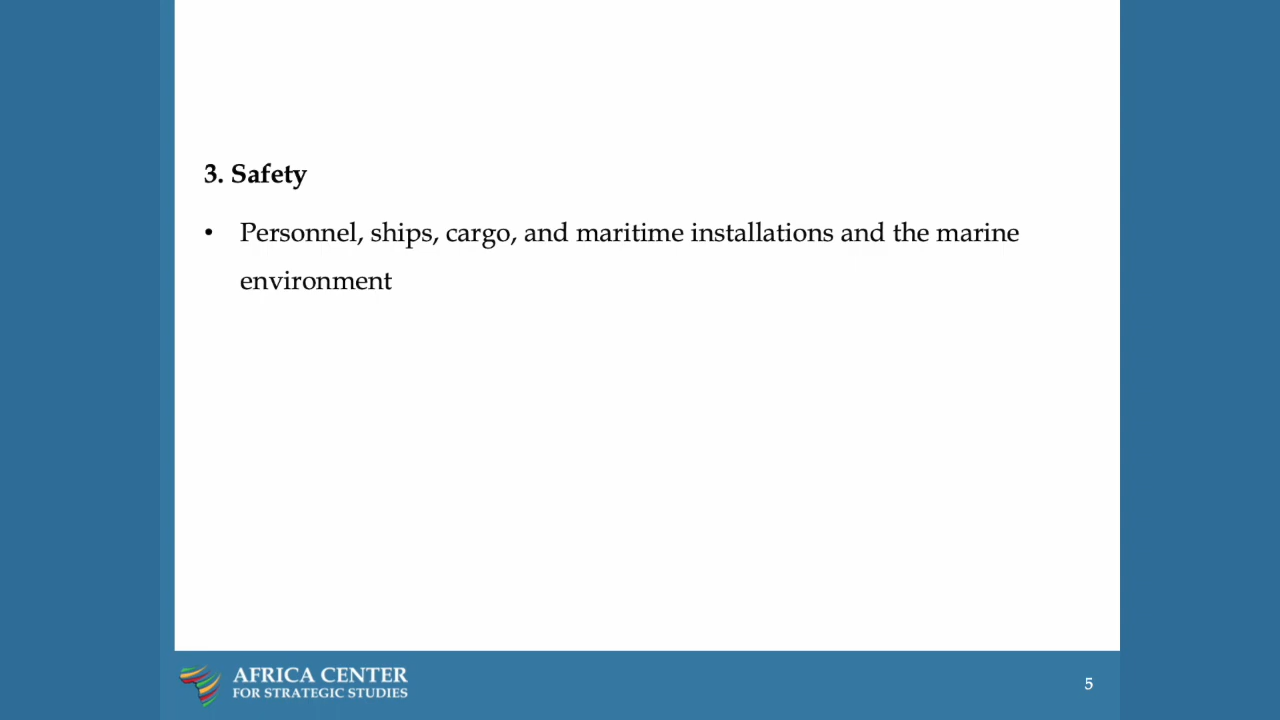 3. Safety
• Personnel, ships, cargo, and maritime installations and the marine
environment
AFRICA CENTER
FOR STRATEGIC STUDIES
5